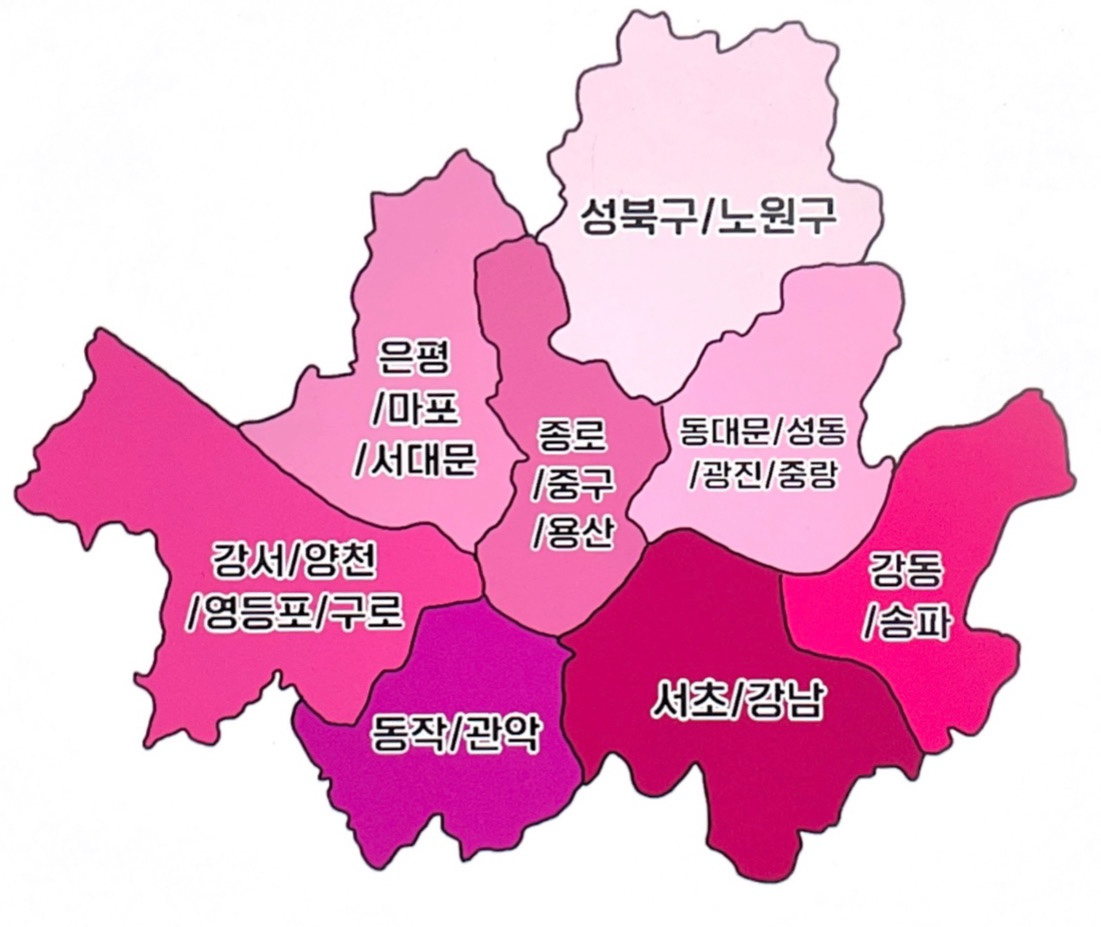 성북구/노원구
은평
/마포
/서대문
종로
/중구
/용산
동대문/성동
/광진/중랑
강서/양천
/영등포/구로
강동
/송파
서초/강남
동작/관악